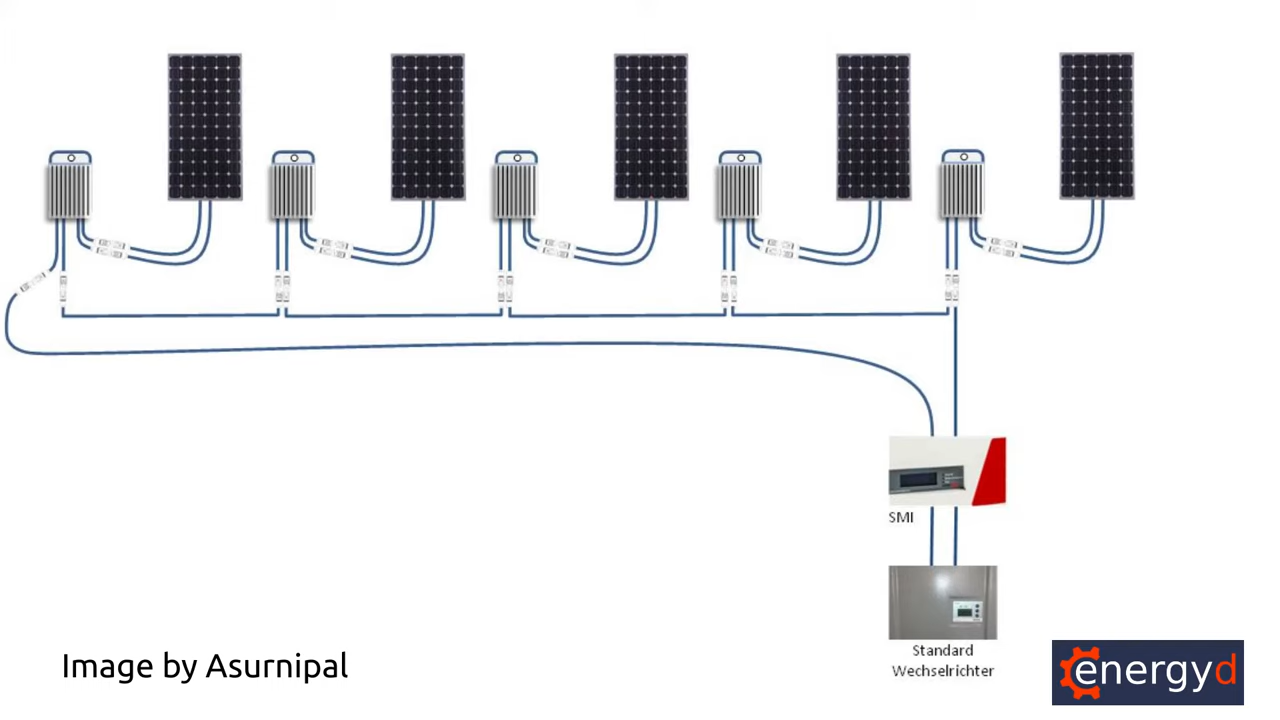 SMI
Standard
Wechselrichter
Image by Asurnipal
energyd